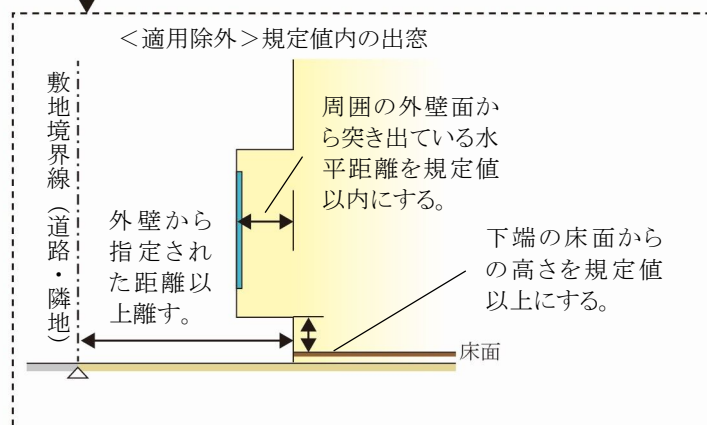 ＜適用除外＞規定値内の出窓
敷地境界線（道路・隣地）
周囲の外壁面か
ら突き出ている水
平距離を規定値
以内にする。
外壁から
指定され
た距離以
上離す。
下端の床面から
の高さを規定値
以上にする。
床面